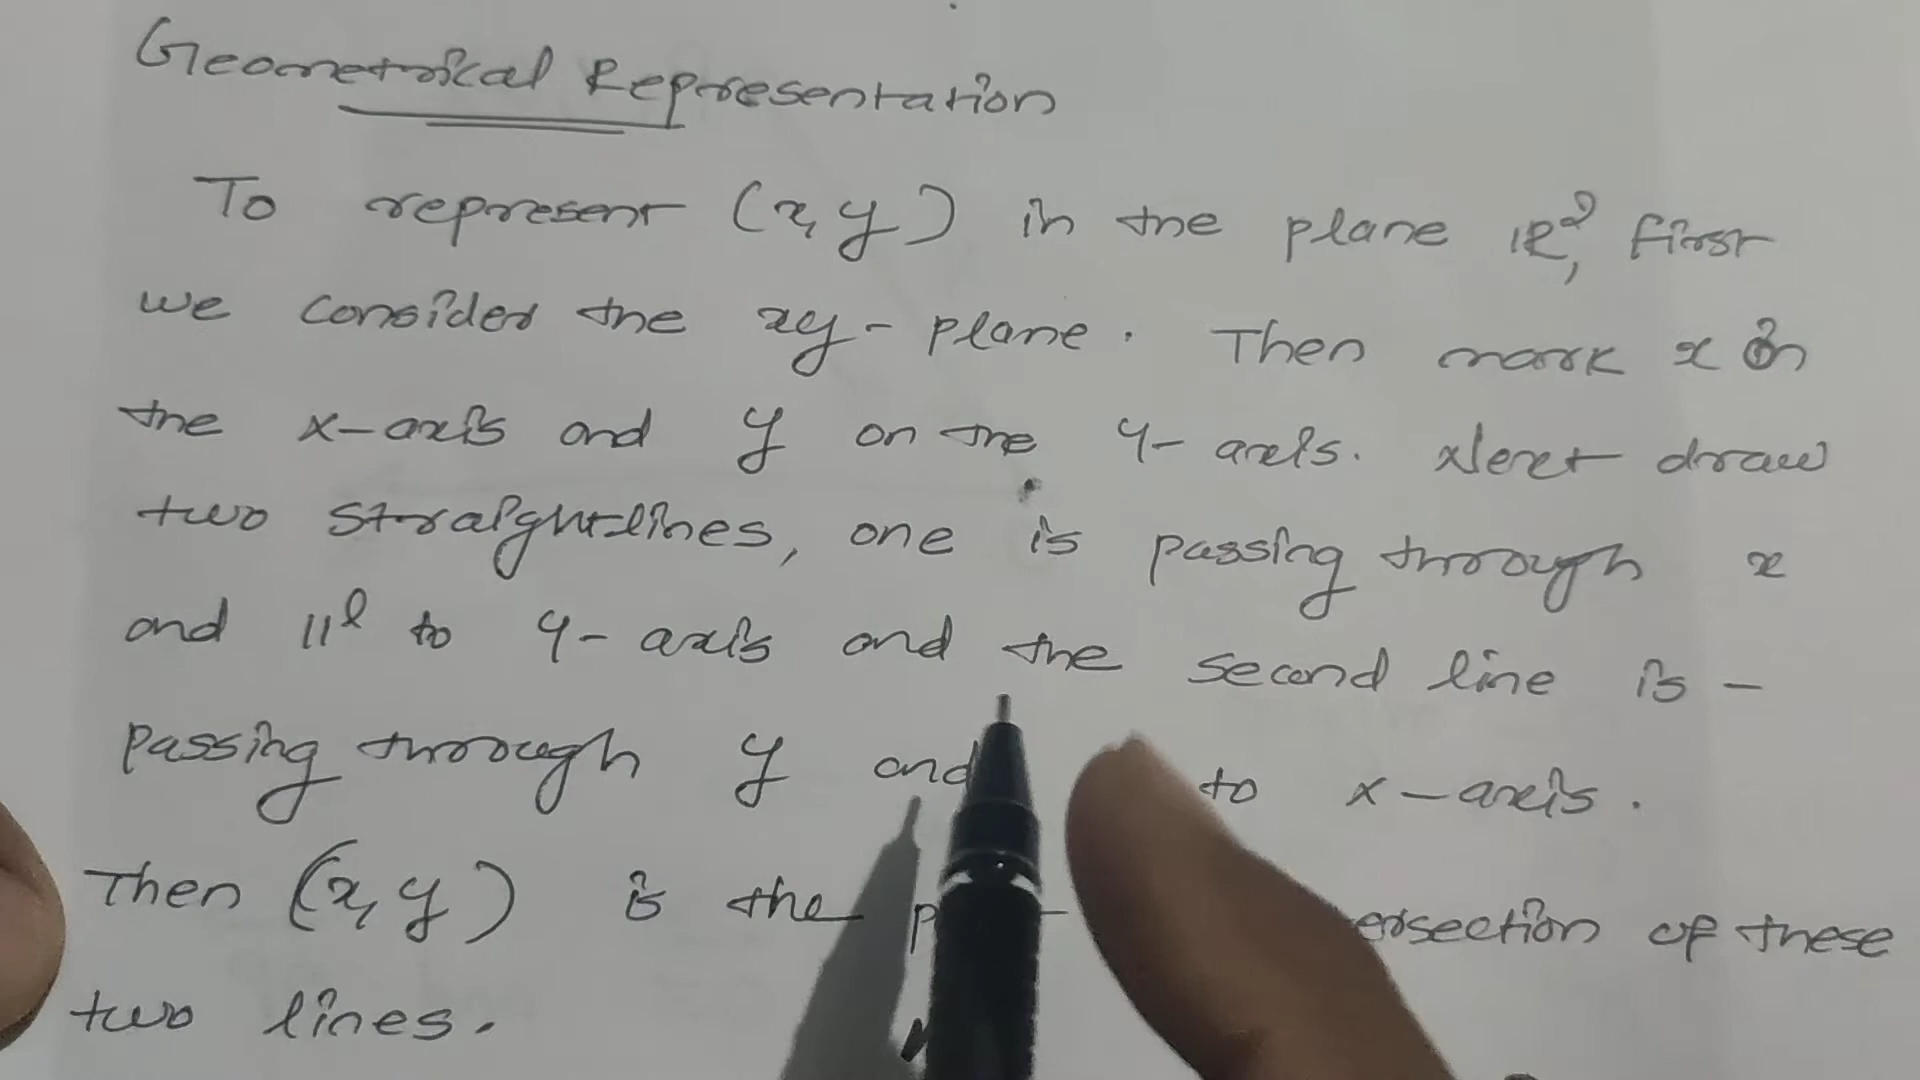 Geometrical Representation
To represent (x, y) in the plane ℝ², first
we consider the xy-plane. Then mark x on
the X-axis and y on the Y-axis. Next draw
two straightlines, one is passing through x
and ||l to Y-axis and the second line is -
passing through y and to X-axis.
Then (x, y) is the of these
two lines.